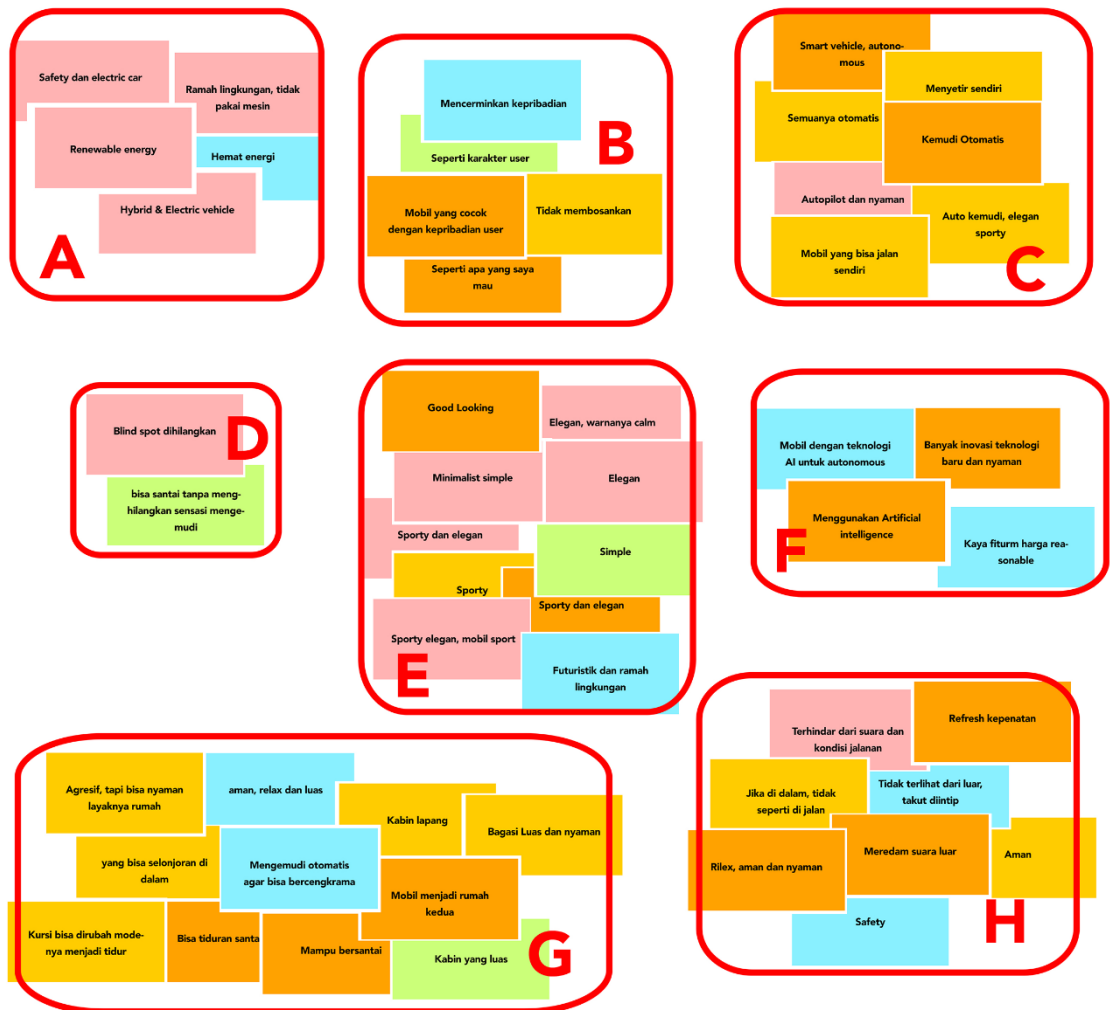 Safety dan electric car
Ramah lingkungan, tidak
pakai mesin
Renewable energy
Hemat energi
Hybrid & Electric vehicle
A
Mencerminkan kepribadian
Seperti karakter user
B
Mobil yang cocok
dengan kepribadian user
Tidak membosankan
Seperti apa yang saya
mau
Smart vehicle, autono-
mous
Menyetir sendiri
Semuanya otomatis
Kemudi Otomatis
Autopilot dan nyaman
Auto kemudi, elegan
sporty
Mobil yang bisa jalan
sendiri
C
Blind spot dihilangkan
D
bisa santai tanpa meng-
hilangkan sensasi menge-
mudi
Good Looking
Elegan, warnanya calm
Minimalist simple
Elegan
Sporty dan elegan
Simple
Sporty
Sporty dan elegan
Sporty elegan, mobil sport
E
Futuristik dan ramah
lingkungan
Mobil dengan teknologi
AI untuk autonomous
Banyak inovasi teknologi
baru dan nyaman
Menggunakan Artificial
intelligence
F
Kaya fiturm harga rea-
sonable
Agresif, tapi bisa nyaman
layaknya rumah
aman, relax dan luas
Kabin lapang
Bagasi Luas dan nyaman
yang bisa selonjoran di
dalam
Mengemudi otomatis
agar bisa bercengkrama
Mobil menjadi rumah
kedua
Kursi bisa dirubah mode-
nya menjadi tidur
Bisa tiduran santa
Mampu bersantai
Kabin yang luas
G
Terhindar dari suara dan
kondisi jalanan
Refresh kepenatan
Jika di dalam, tidak
seperti di jalan
Tidak terlihat dari luar,
takut diintip
Rilex, aman dan nyaman
Meredam suara luar
Aman
Safety
H